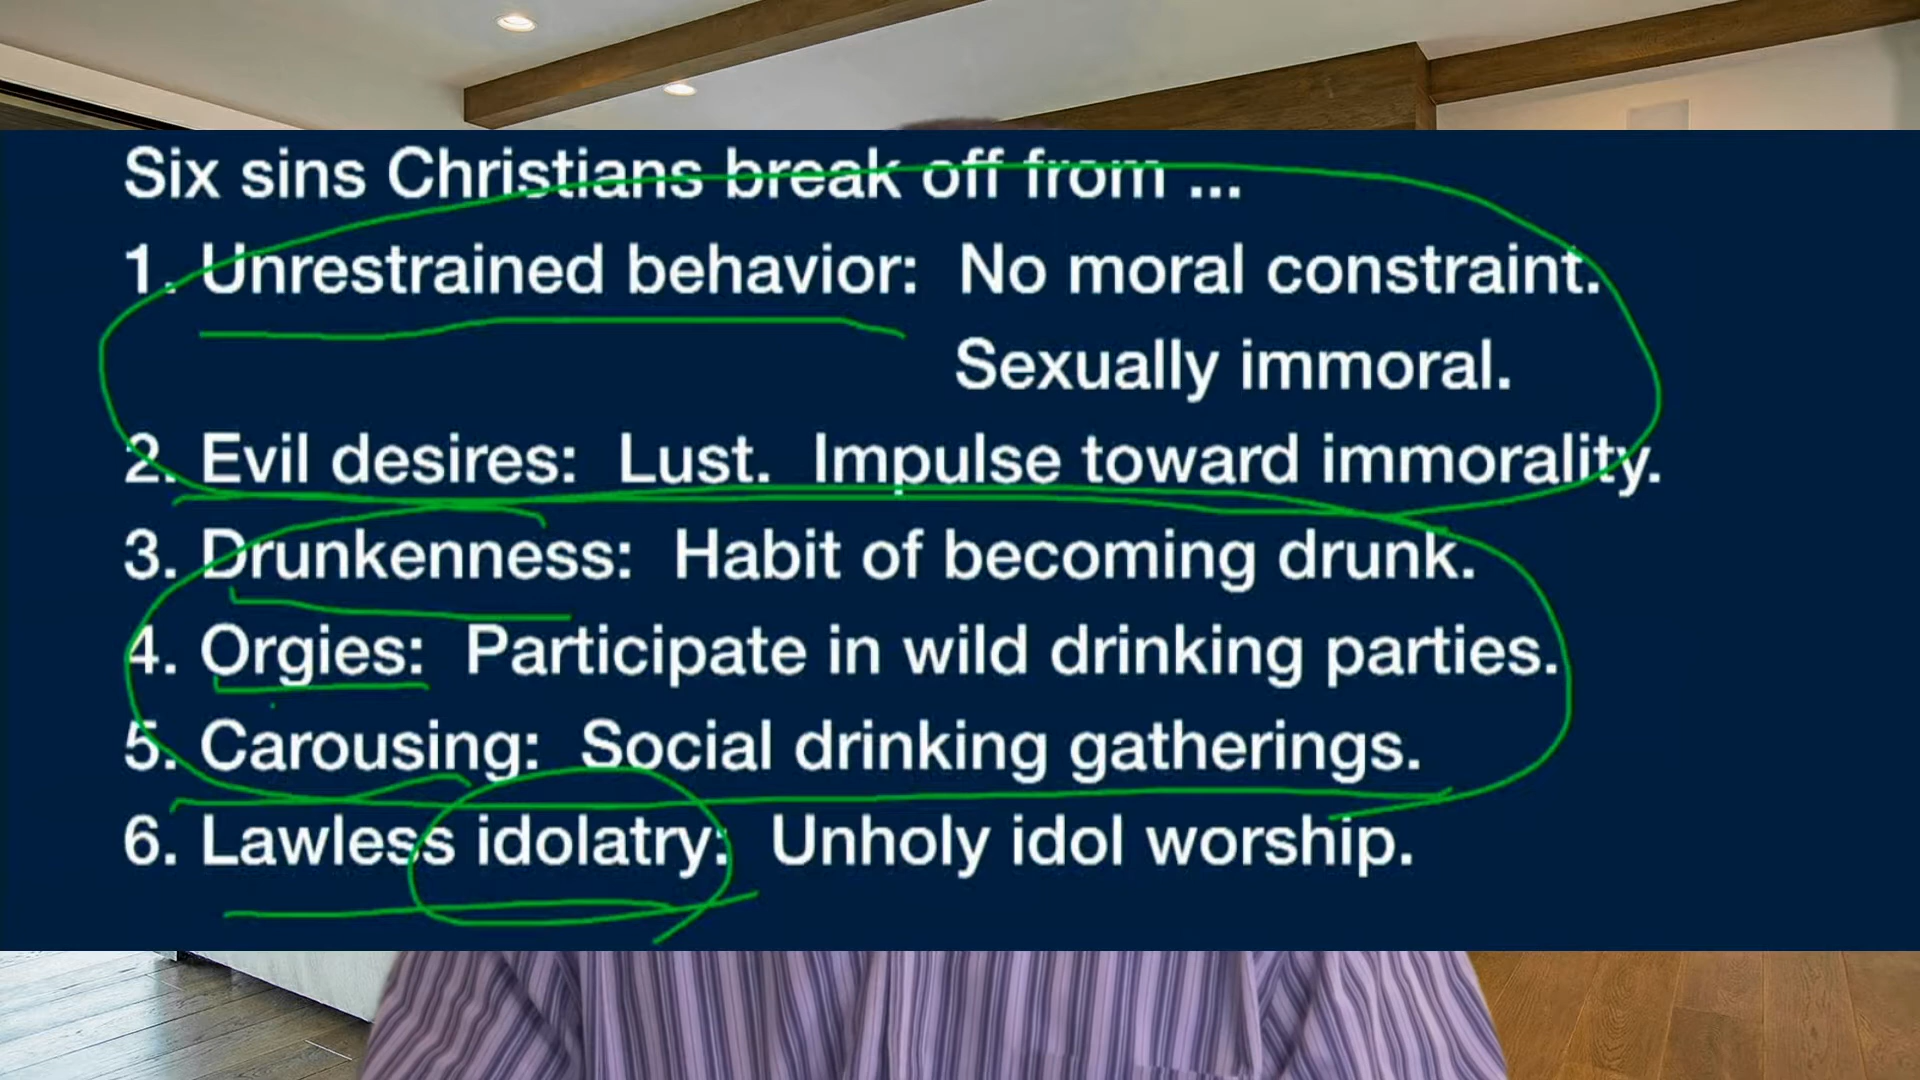 Six sins Christians break off from ...
1. Unrestrained behavior: No moral constraint.
Sexually immoral.
2. Evil desires: Lust. Impulse toward immorality.
3. Drunkenness: Habit of becoming drunk.
4. Orgies: Participate in wild drinking parties.
5. Carousing: Social drinking gatherings.
6. Lawless idolatry: Unholy idol worship.